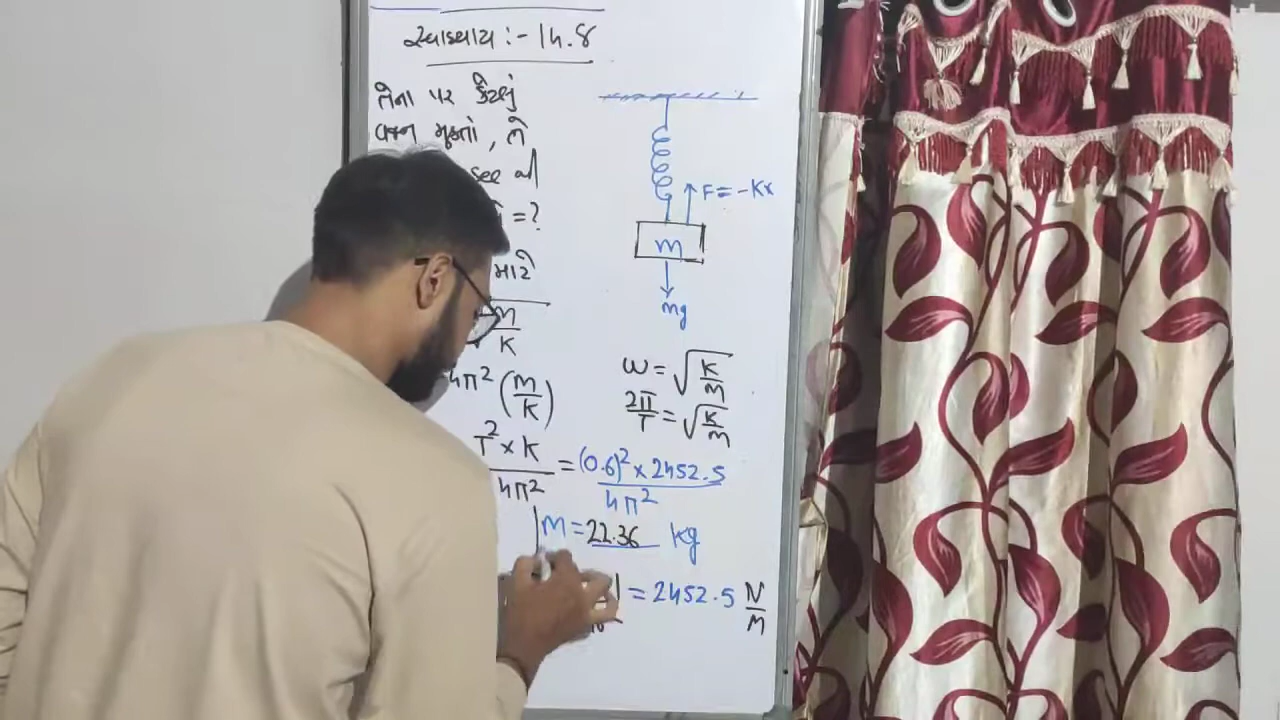 સ્વાધ્યાય :- 14.8
તેના પર કેટલું
વજન મૂકતાં, તે
sec
= ?
માટે
F = -Kx
m
mg
M
K
4π² (M/K)
T² × K / 4π² = (0.6)² × 2452.5 / 4π²
ω = √K/m
2π/T = √K/m
M = 22.36 kg
= 2452.5 N/M